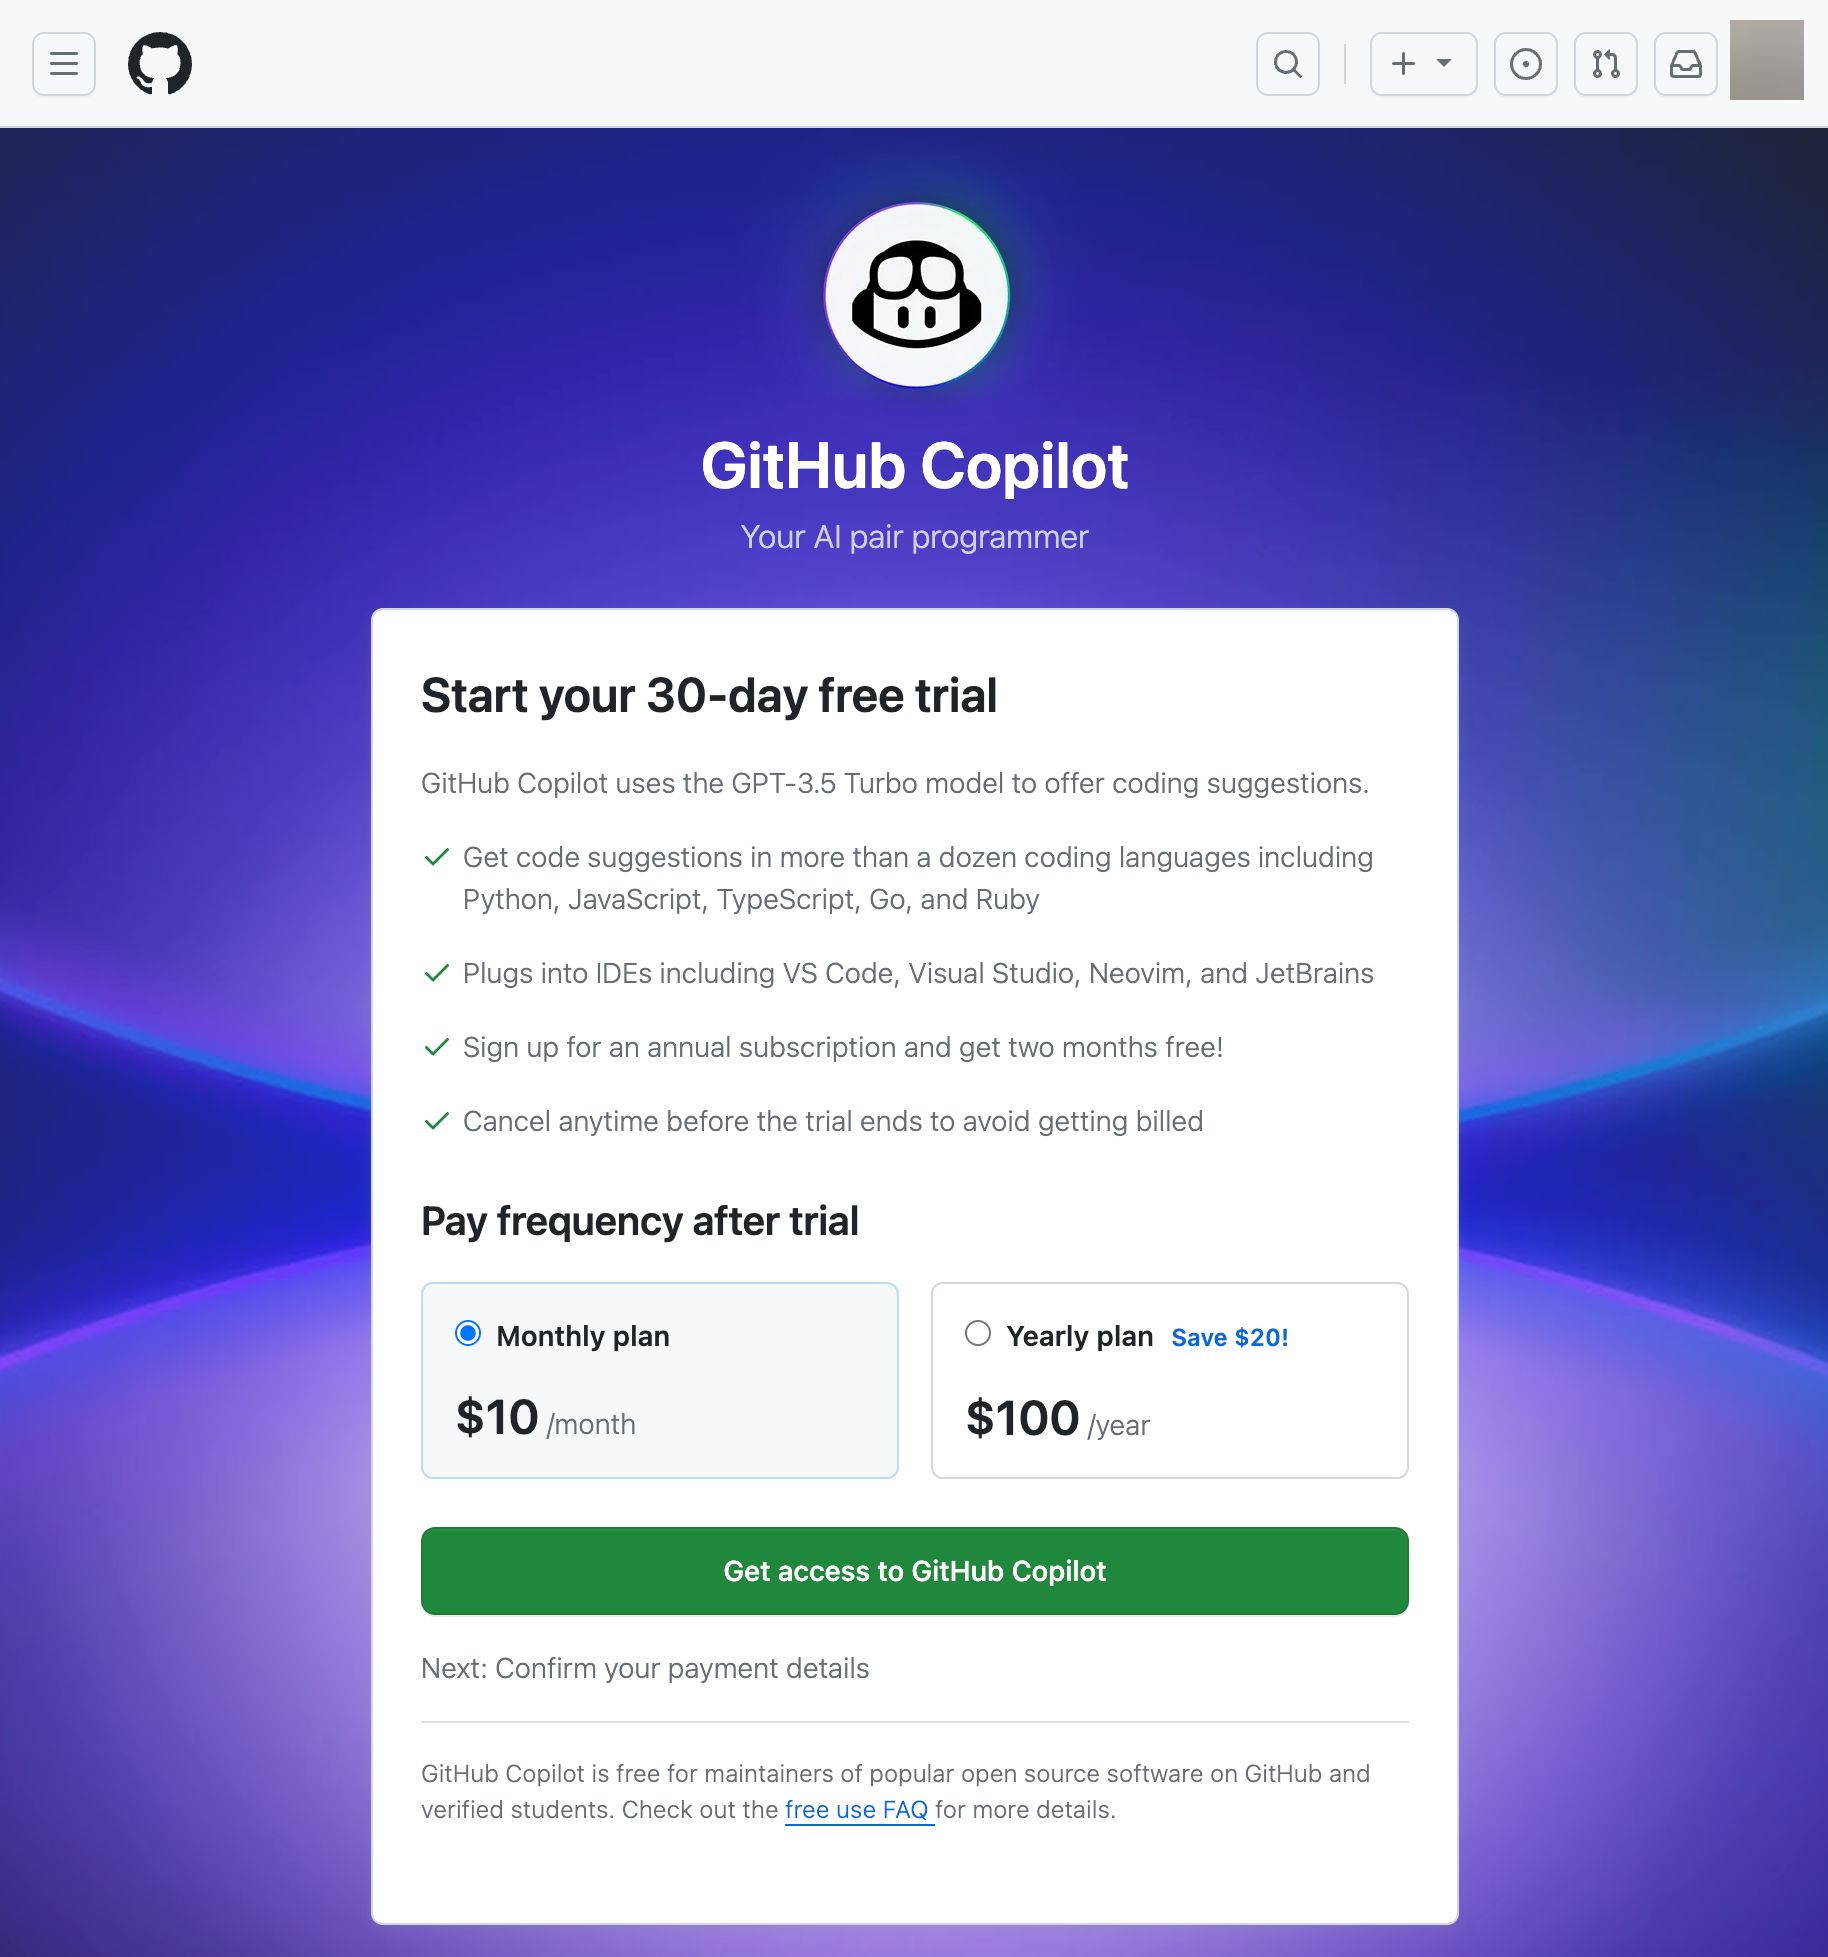 GitHub Copilot
Your AI pair programmer
Start your 30-day free trial
GitHub Copilot uses the GPT-3.5 Turbo model to offer coding suggestions.
Get code suggestions in more than a dozen coding languages including
Python, JavaScript, TypeScript, Go, and Ruby
Plugs into IDEs including VS Code, Visual Studio, Neovim, and JetBrains
Sign up for an annual subscription and get two months free!
Cancel anytime before the trial ends to avoid getting billed
Pay frequency after trial
Monthly plan
$10 /month
Yearly plan Save $20!
$100 /year
Get access to GitHub Copilot
Next: Confirm your payment details
GitHub Copilot is free for maintainers of popular open source software on GitHub and
verified students. Check out the free use FAQ for more details.